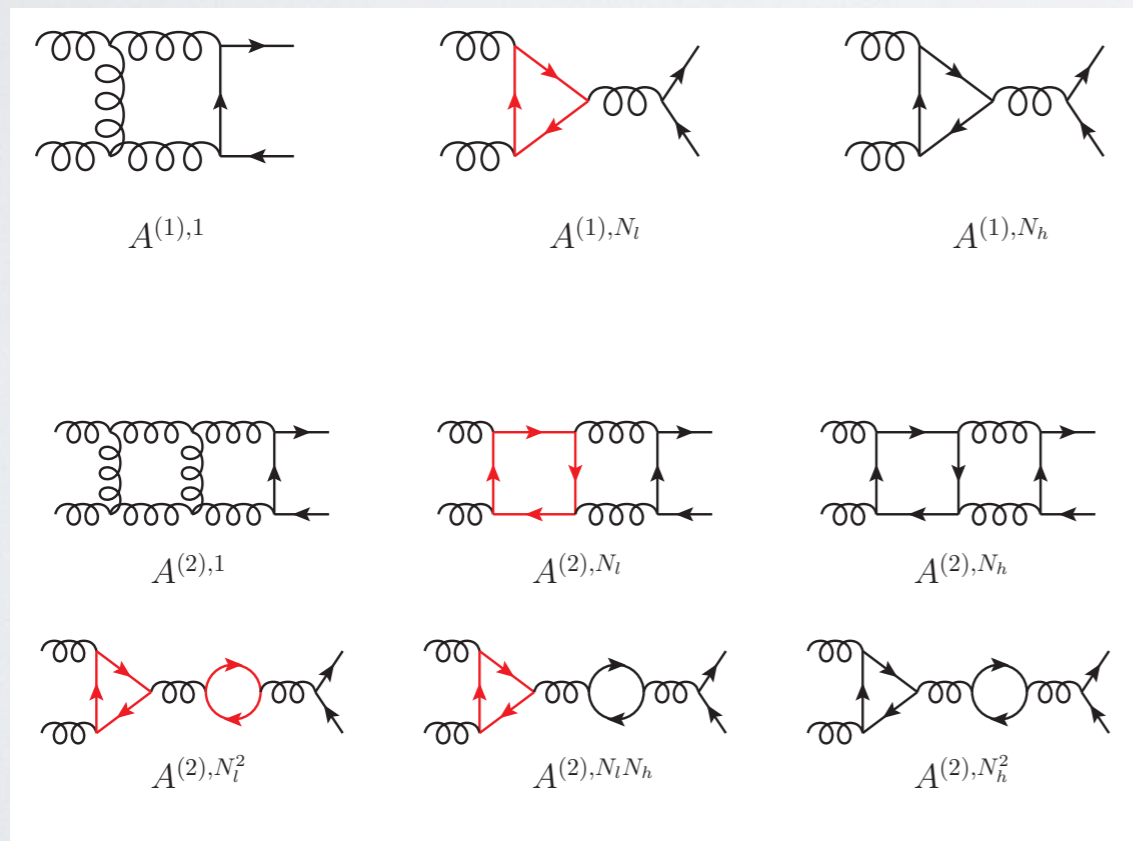 A^{(1),1} A^{(1),N_l} A^{(1),N_h}
A^{(2),1} A^{(2),N_l} A^{(2),N_h}
A^{(2),N_l^2} A^{(2),N_l N_h} A^{(2),N_h^2}